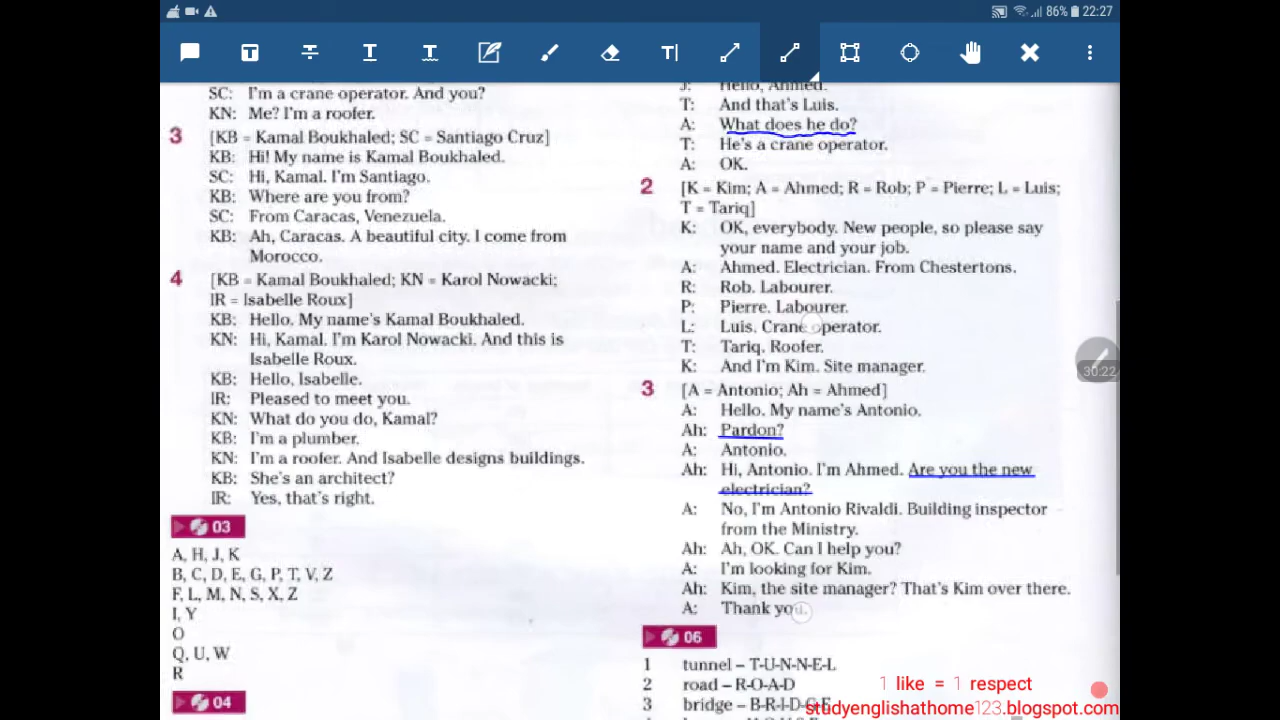 86% 22:27
SC: I'm a crane operator. And you?
KN: Me? I'm a roofer.
3 [KB = Kamal Boukhaled; SC = Santiago Cruz]
KB: Hi! My name is Kamal Boukhaled.
SC: Hi, Kamal. I'm Santiago.
KB: Where are you from?
SC: From Caracas, Venezuela.
KB: Ah, Caracas. A beautiful city. I come from
Morocco.
4 [KB = Kamal Boukhaled; KN = Karol Nowacki;
IR = Isabelle Roux]
KB: Hello. My name's Kamal Boukhaled.
KN: Hi, Kamal. I'm Karol Nowacki. And this is
Isabelle Roux.
KB: Hello, Isabelle.
IR: Pleased to meet you.
KN: What do you do, Kamal?
KB: I'm a plumber.
KN: I'm a roofer. And Isabelle designs buildings.
KB: She's an architect?
IR: Yes, that's right.
03
A, H, J, K
B, C, D, E, G, P, T, V, Z
F, L, M, N, S, X, Z
I, Y
O
Q, U, W
R
04
J: Hello, Ahmed.
T: And that's Luis.
A: What does he do?
T: He's a crane operator.
A: OK.
2 [K = Kim; A = Ahmed; R = Rob; P = Pierre; L = Luis;
T = Tariq]
K: OK, everybody. New people, so please say
your name and your job.
A: Ahmed. Electrician. From Chestertons.
R: Rob. Labourer.
P: Pierre. Labourer.
L: Luis. Crane operator.
T: Tariq. Roofer.
K: And I'm Kim. Site manager.
3 [A = Antonio; Ah = Ahmed]
A: Hello. My name's Antonio.
Ah: Pardon?
A: Antonio.
Ah: Hi, Antonio. I'm Ahmed. Are you the new
electrician?
A: No, I'm Antonio Rivaldi. Building inspector
from the Ministry.
Ah: Ah, OK. Can I help you?
A: I'm looking for Kim.
Ah: Kim, the site manager? That's Kim over there.
A: Thank you.
06
1 tunnel – T-U-N-N-E-L
2 road – R-O-A-D
3 bridge – B-R-I-D-G-E
30:22
1 like = 1 respect
studyenglishathome123.blogspot.com